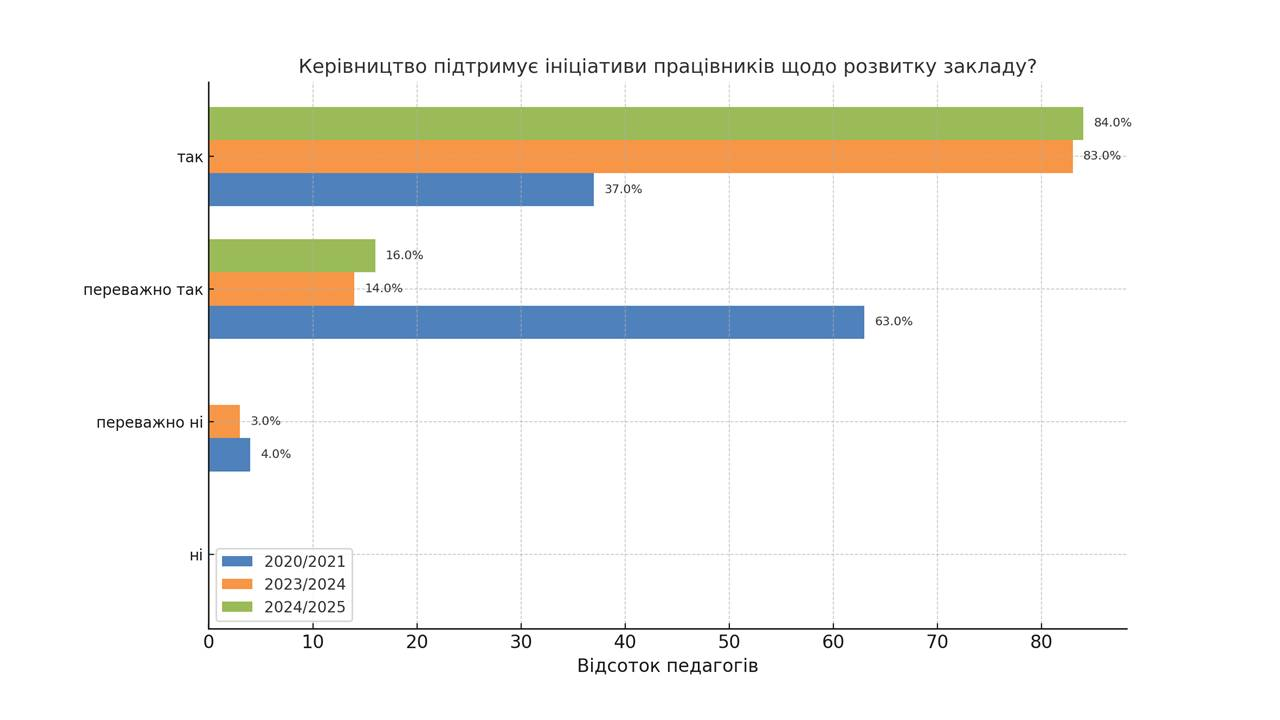 Керівництво підтримує ініціативи працівників щодо розвитку закладу?
84.0%
так
83.0%
37.0%
16.0%
переважно так
14.0%
63.0%
переважно ні
3.0%
4.0%
ні
2020/2021
2023/2024
2024/2025
0 10 20 30 40 50 60 70 80
Відсоток педагогів